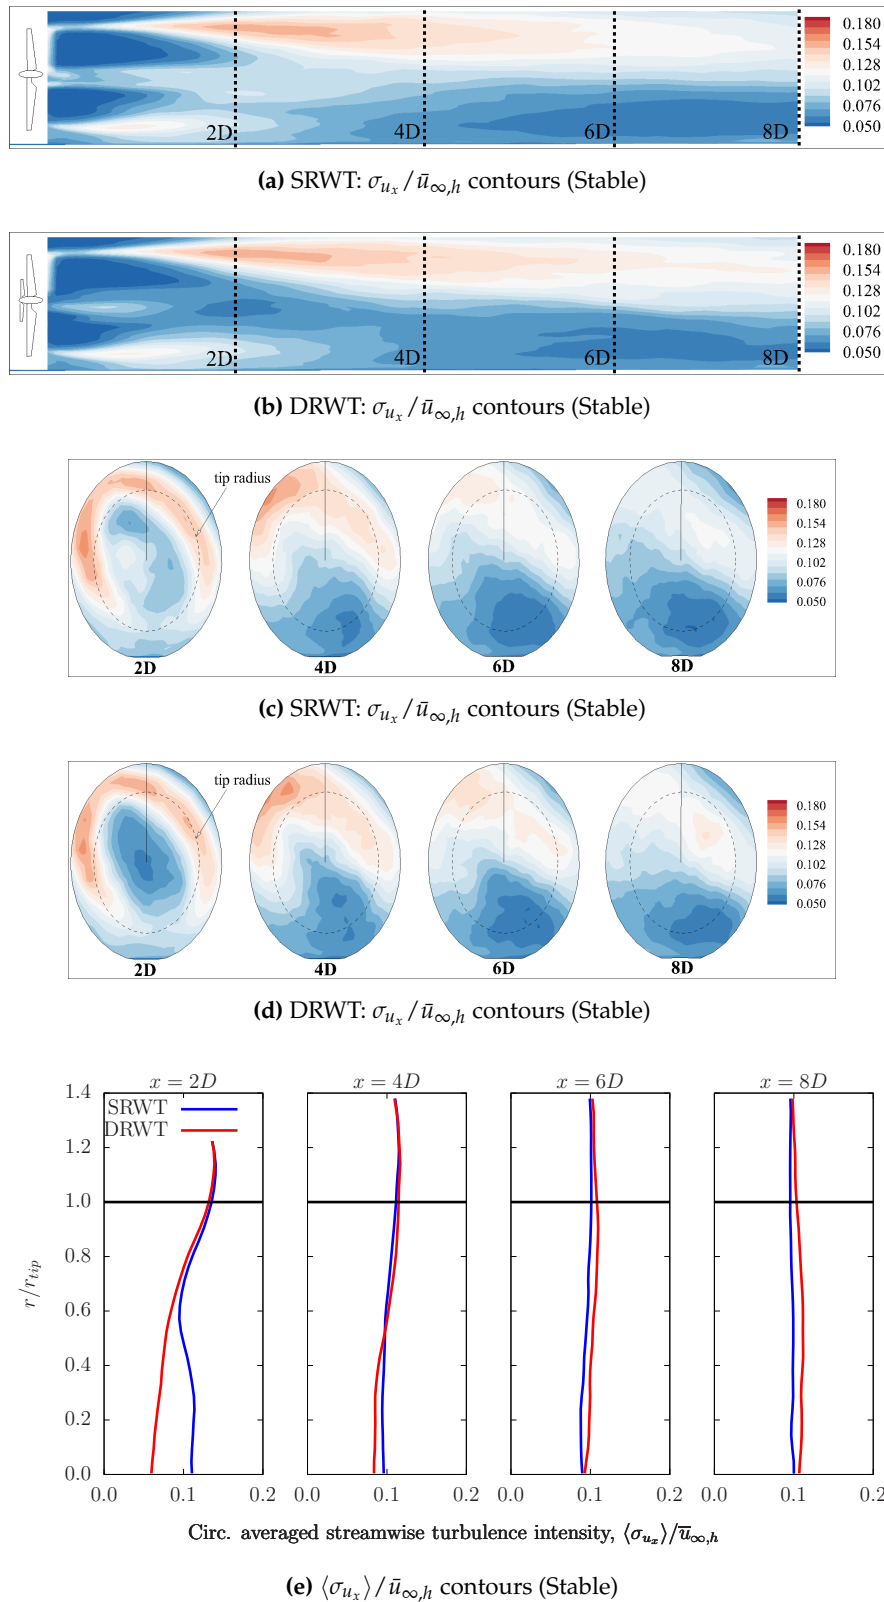 0.180
0.154
0.128
0.102
0.076
0.050
2D 4D 6D 8D
(a) SRWT: σ_{u_x}/ū_{∞,h} contours (Stable)
0.180
0.154
0.128
0.102
0.076
0.050
2D 4D 6D 8D
(b) DRWT: σ_{u_x}/ū_{∞,h} contours (Stable)
tip radius
0.180
0.154
0.128
0.102
0.076
0.050
2D 4D 6D 8D
(c) SRWT: σ_{u_x}/ū_{∞,h} contours (Stable)
tip radius
0.180
0.154
0.128
0.102
0.076
0.050
2D 4D 6D 8D
(d) DRWT: σ_{u_x}/ū_{∞,h} contours (Stable)
x = 2D x = 4D x = 6D x = 8D
1.4
SRWT
DRWT
1.2
1.0
0.8
r/r_{tip}
0.6
0.4
0.2
0.0
0.0 0.1 0.2 0.0 0.1 0.2 0.0 0.1 0.2 0.0 0.1 0.2
Circ. averaged streamwise turbulence intensity, ⟨σ_{u_x}⟩/ū_{∞,h}
(e) ⟨σ_{u_x}⟩/ū_{∞,h} contours (Stable)